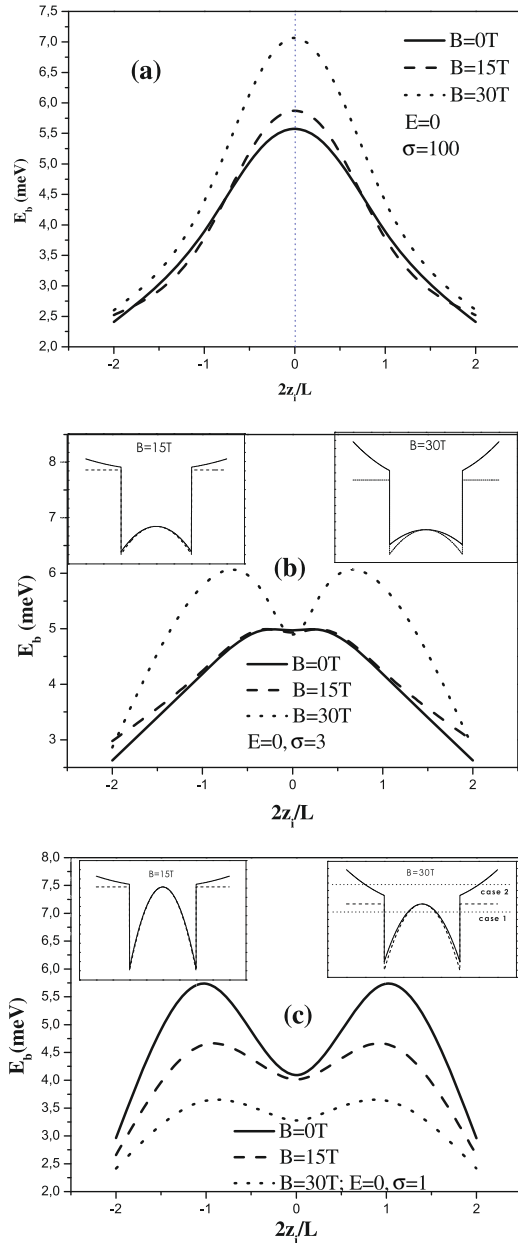 7,5
7,0
6,5
6,0
5,5
5,0
4,5
4,0
3,5
3,0
2,5
2,0
E_b (meV)
(a)
B=0T
B=15T
B=30T
E=0
σ=100
-2 -1 0 1 2
2z_i/L
8
7
6
5
4
3
E_b (meV)
B=15T
B=30T
(b)
B=0T
B=15T
B=30T
E=0, σ=3
-2 -1 0 1 2
2z_i/L
8,0
7,5
7,0
6,5
6,0
5,5
5,0
4,5
4,0
3,5
3,0
2,5
2,0
E_b (meV)
B=15T
B=30T
case 2
case 1
(c)
B=0T
B=15T
B=30T; E=0, σ=1
-2 -1 0 1 2
2z_i/L